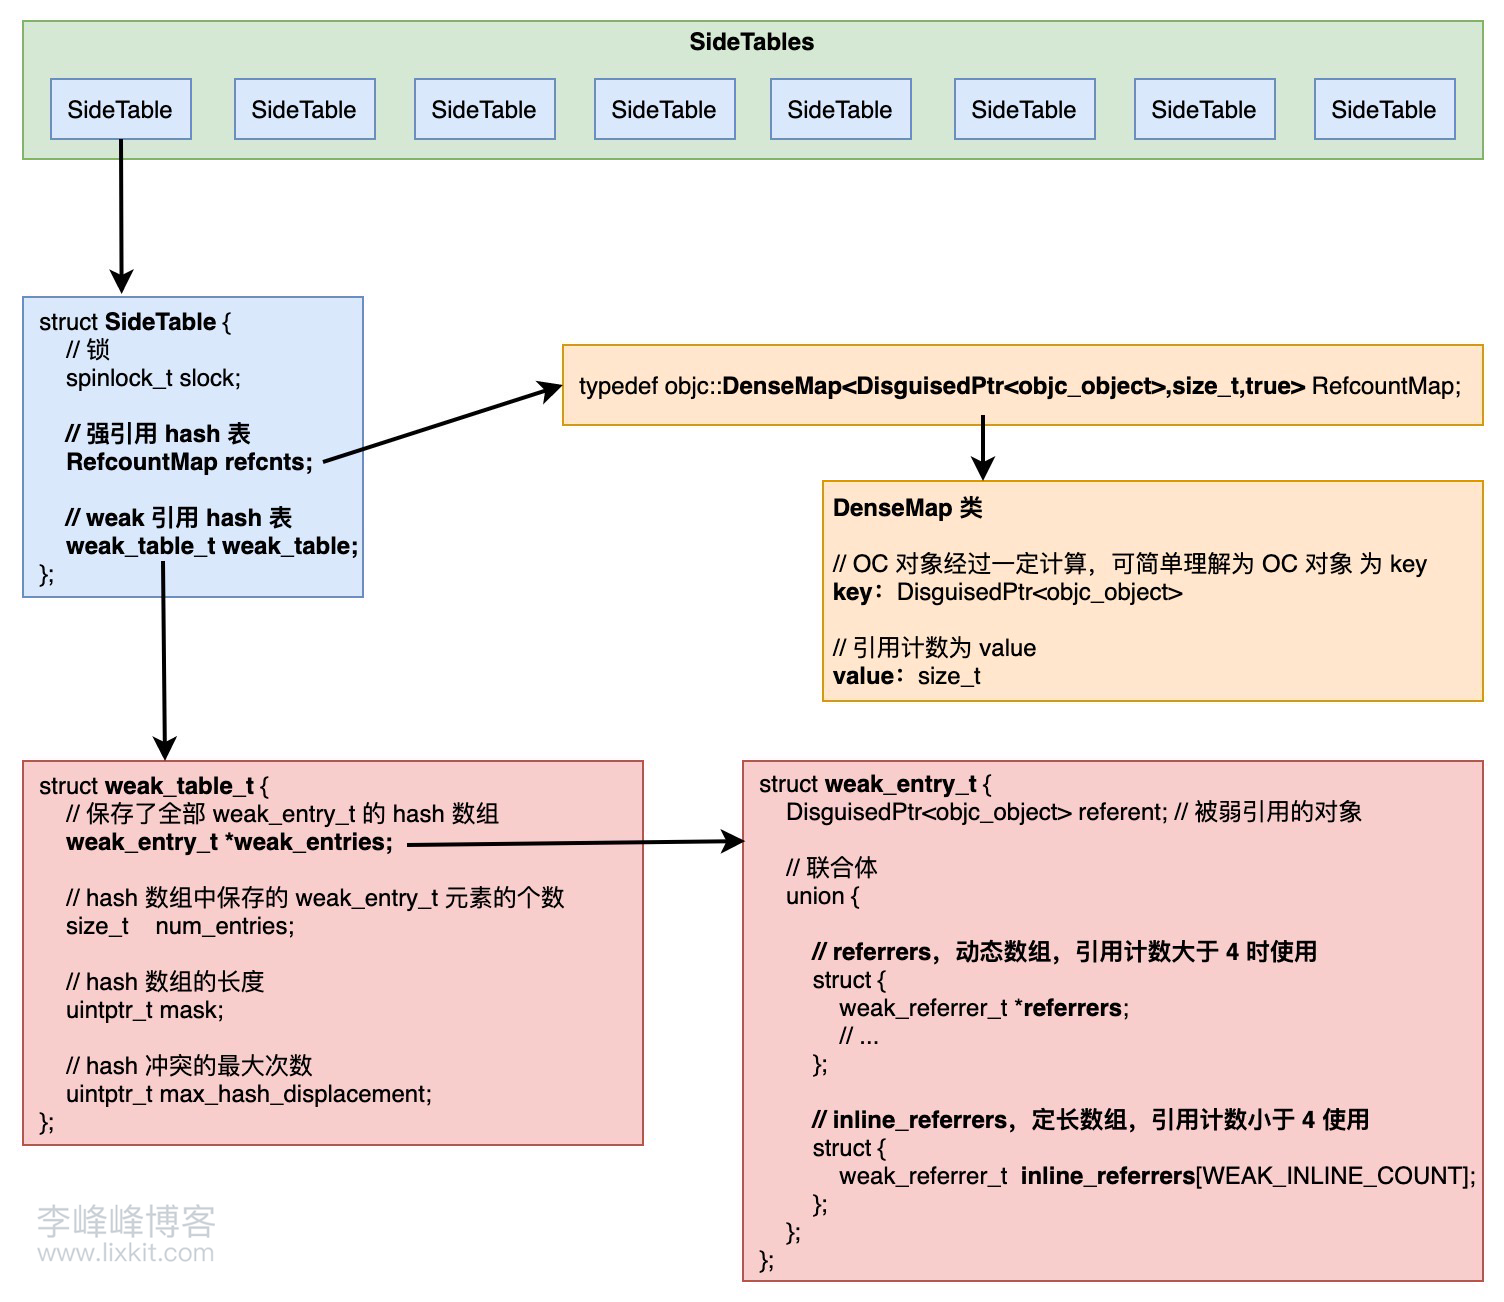 SideTables
SideTable SideTable SideTable SideTable SideTable SideTable SideTable SideTable
struct SideTable {
// 锁
spinlock_t slock;
// 强引用 hash 表
RefcountMap refcnts;
// weak 引用 hash 表
weak_table_t weak_table;
};
typedef objc::DenseMap<DisguisedPtr<objc_object>,size_t,true> RefcountMap;
DenseMap 类
// OC 对象经过一定计算，可简单理解为 OC 对象 为 key
key：DisguisedPtr<objc_object>
// 引用计数为 value
value：size_t
struct weak_table_t {
// 保存了全部 weak_entry_t 的 hash 数组
weak_entry_t *weak_entries;
// hash 数组中保存的 weak_entry_t 元素的个数
size_t num_entries;
// hash 数组的长度
uintptr_t mask;
// hash 冲突的最大次数
uintptr_t max_hash_displacement;
};
struct weak_entry_t {
DisguisedPtr<objc_object> referent; // 被弱引用的对象
// 联合体
union {
// referrers，动态数组，引用计数大于 4 时使用
struct {
weak_referrer_t *referrers;
// ...
};
// inline_referrers，定长数组，引用计数小于 4 使用
struct {
weak_referrer_t inline_referrers[WEAK_INLINE_COUNT];
};
};
};
李峰峰博客
www.lixkit.com